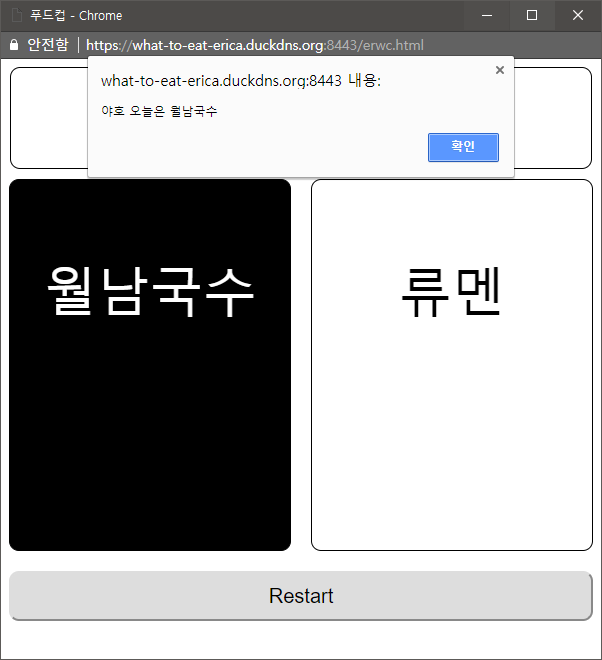 푸드컵 - Chrome
안전함 | https://what-to-eat-erica.duckdns.org:8443/erwc.html
what-to-eat-erica.duckdns.org:8443 내용:
야호 오늘은 월남국수
확인
월남국수
류멘
Restart